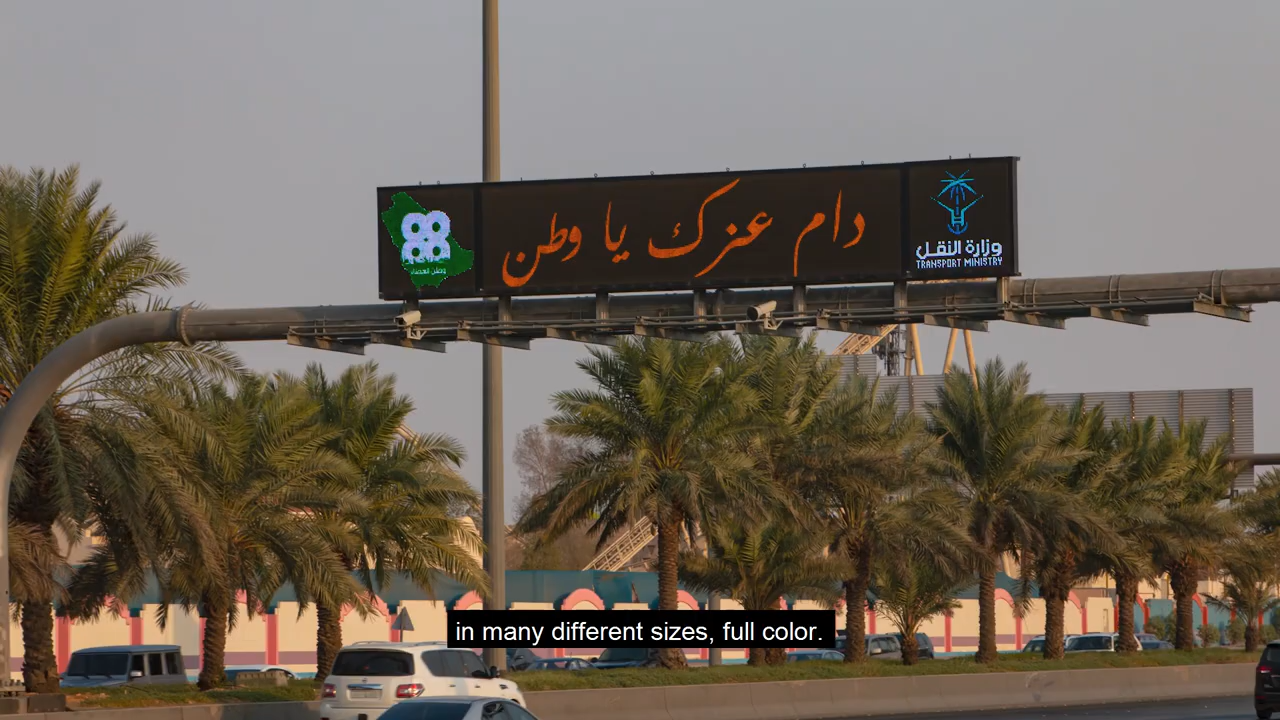 دام عزك يا وطن
وزارة النقل
TRANSPORT MINISTRY
88
in many different sizes, full color.